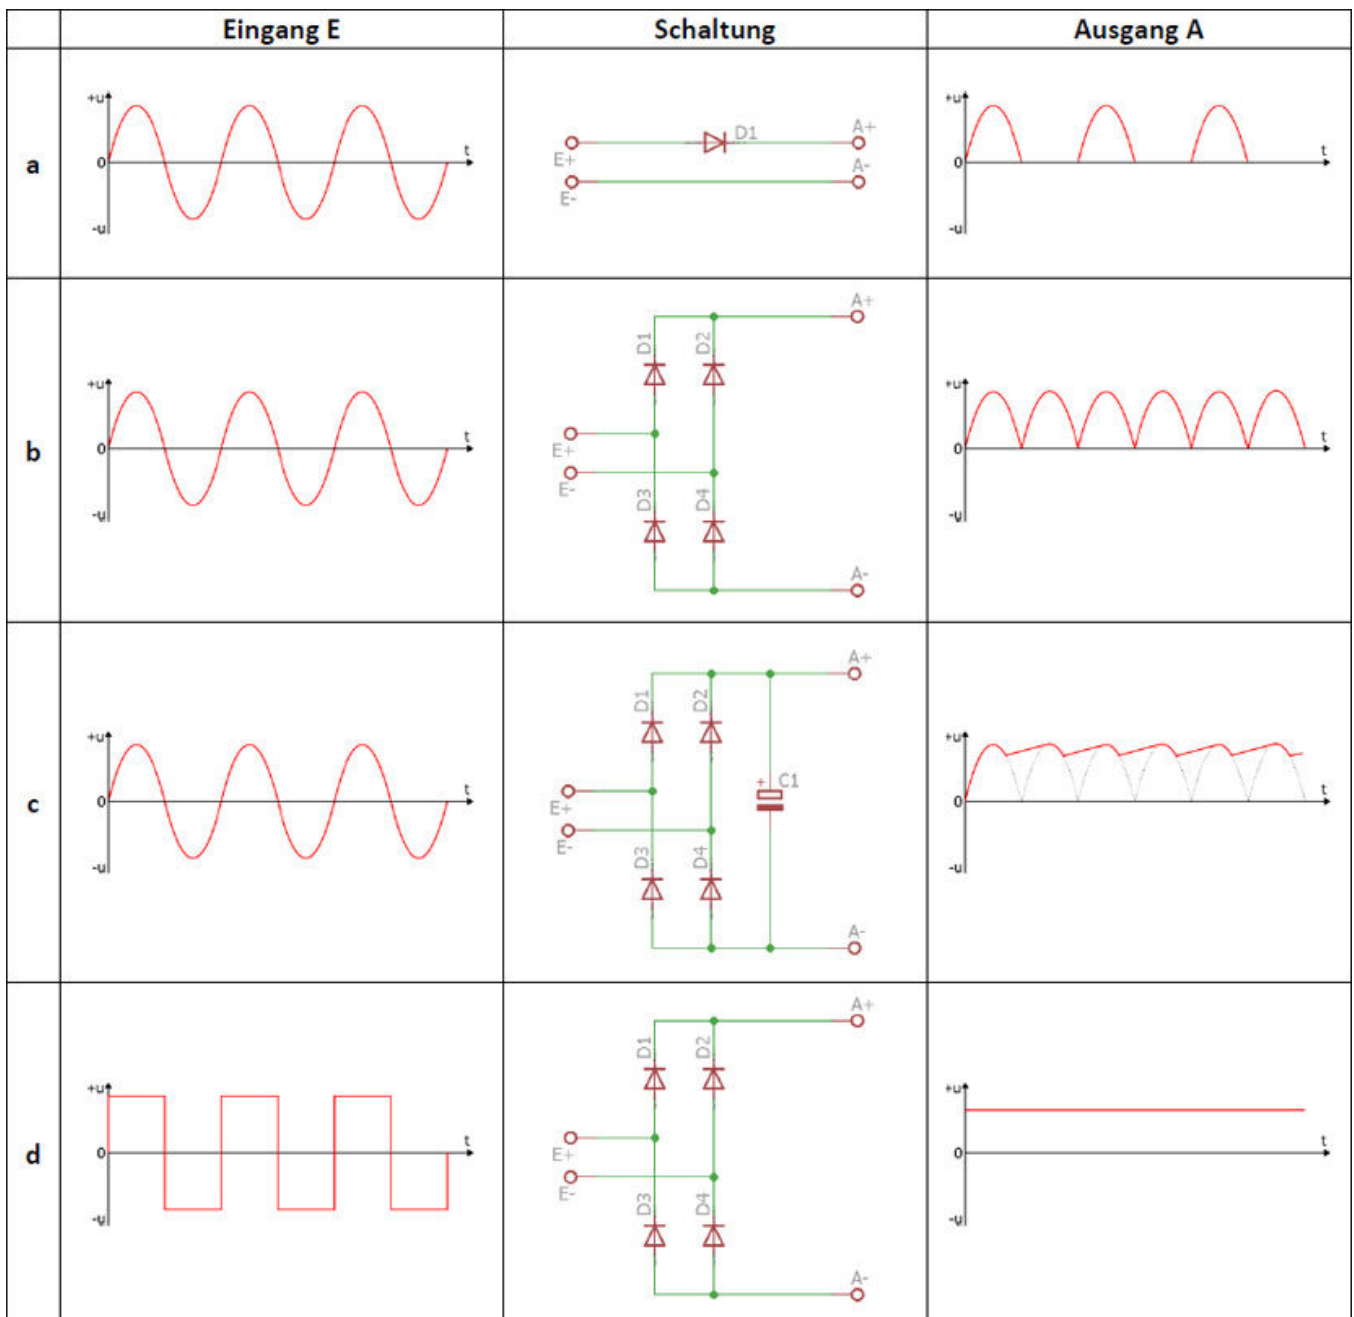 Eingang E Schaltung Ausgang A
a
+u
0
-u
t
E+
E-
D1
A+
A-
+u
0
-u
t
b
+u
0
-u
t
D1
D2
D3
D4
E+
E-
A+
A-
+u
0
-u
t
c
+u
0
-u
t
D1
D2
D3
D4
E+
E-
+
C1
A+
A-
+u
0
-u
t
d
+u
0
-u
t
D1
D2
D3
D4
E+
E-
A+
A-
+u
0
-u
t